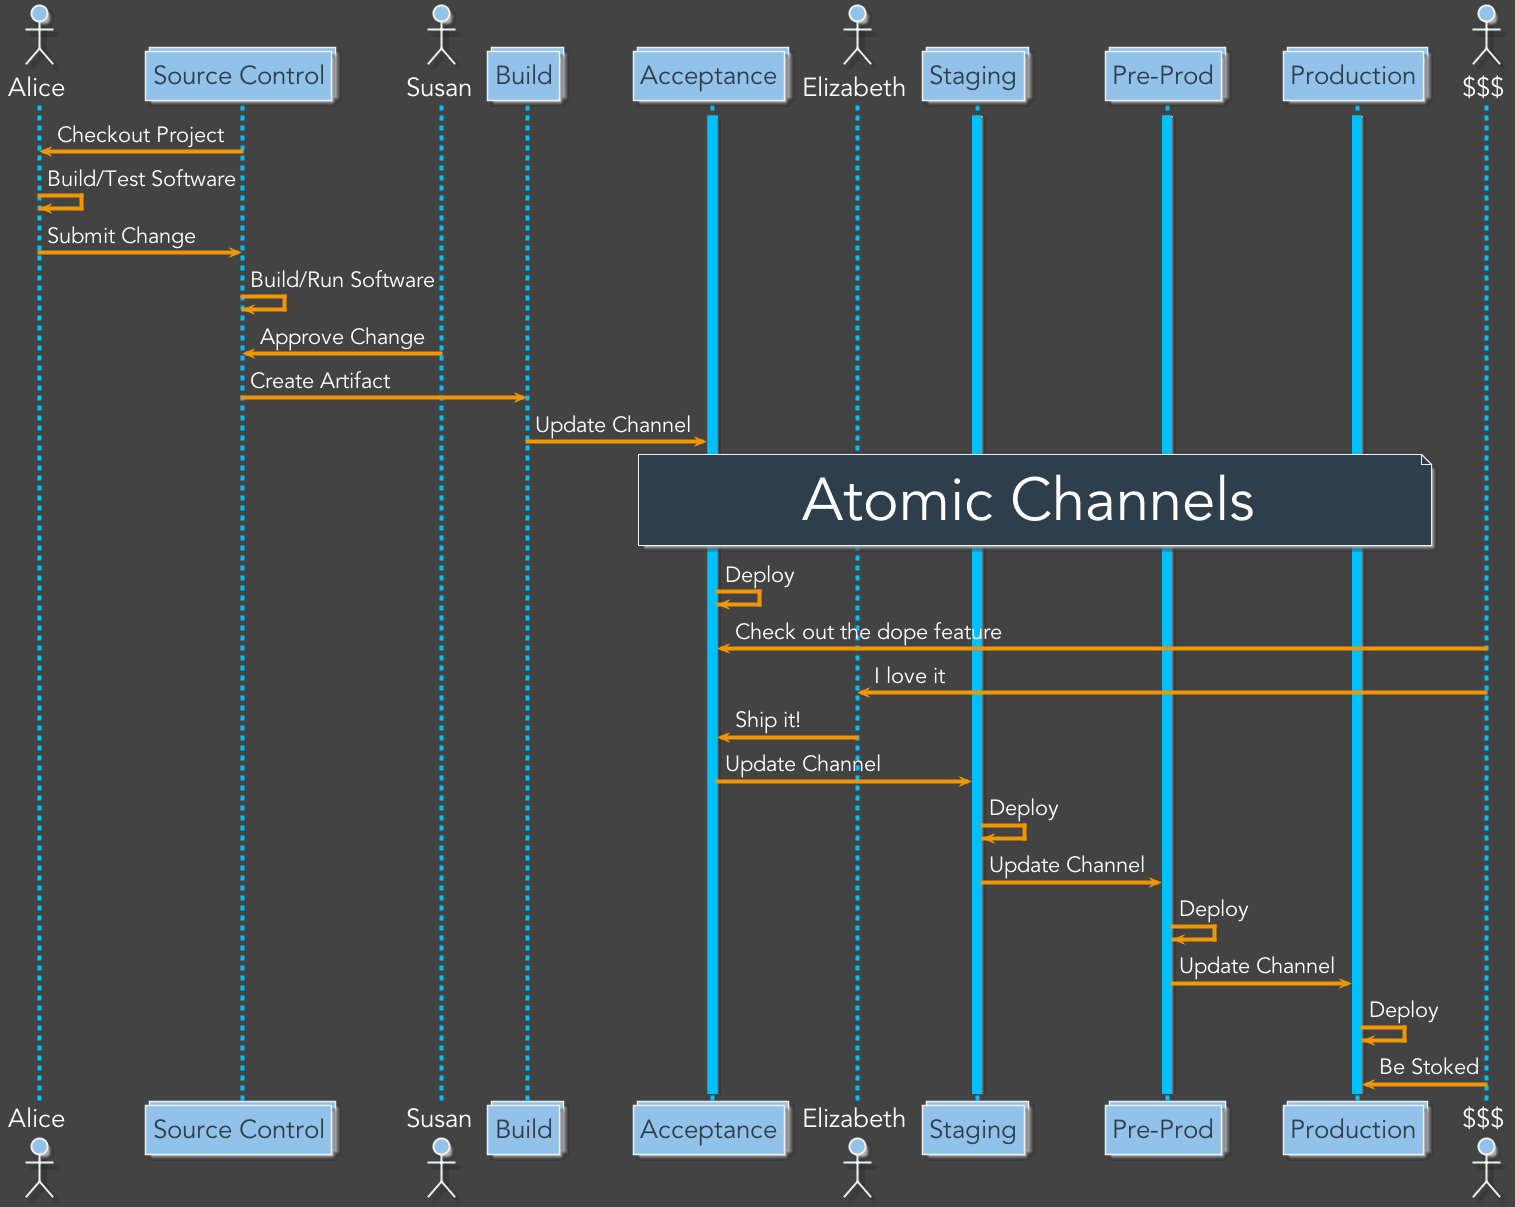 Alice
Source Control
Susan
Build
Acceptance
Elizabeth
Staging
Pre-Prod
Production
$$$
Checkout Project
Build/Test Software
Submit Change
Build/Run Software
Approve Change
Create Artifact
Update Channel
Atomic Channels
Deploy
Check out the dope feature
I love it
Ship it!
Update Channel
Deploy
Update Channel
Deploy
Update Channel
Deploy
Be Stoked
Alice
Source Control
Susan
Build
Acceptance
Elizabeth
Staging
Pre-Prod
Production
$$$